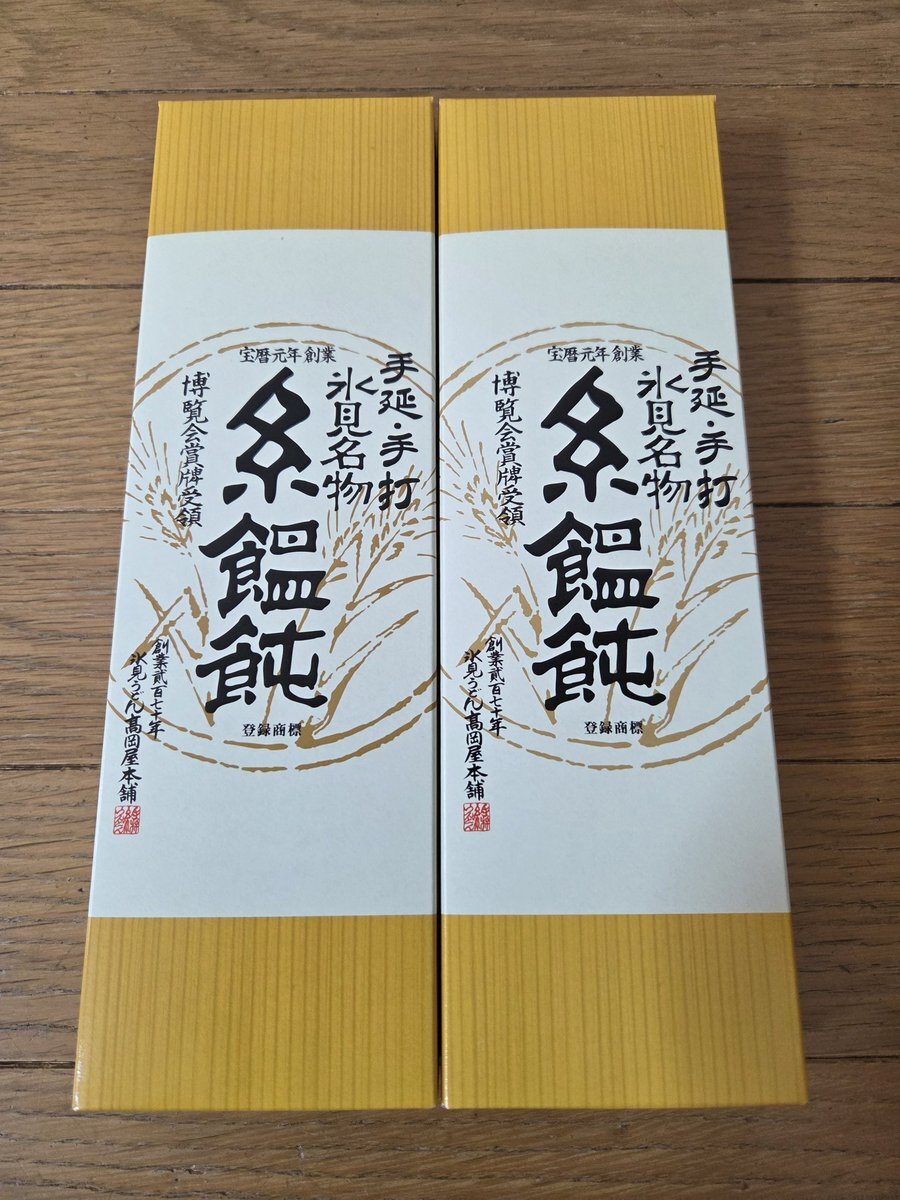 宝暦元年創業
手延・手打
氷見名物
糸饂飩
博覧会賞牌受領
登録商標
創業貳百七十年
氷見うどん髙岡屋本舗
宝暦元年創業
手延・手打
氷見名物
糸饂飩
博覧会賞牌受領
登録商標
創業貳百七十年
氷見うどん髙岡屋本舗